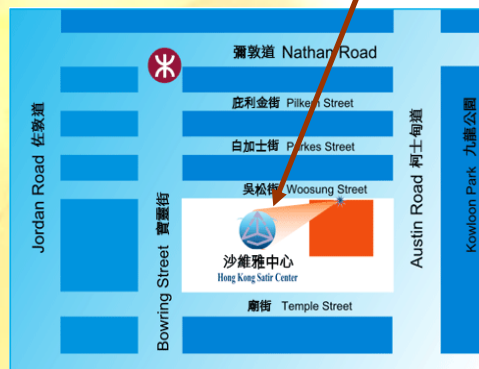 彌敦道 Nathan Road
庇利金街 Pilkem Street
白加士街 Parkes Street
吳松街 Woosung Street
沙維雅中心
Hong Kong Satir Center
廟街 Temple Street
Jordan Road 佐敦道
Bowring Street 寶靈街
Austin Road 柯士甸道
Kowloon Park 九龍公園